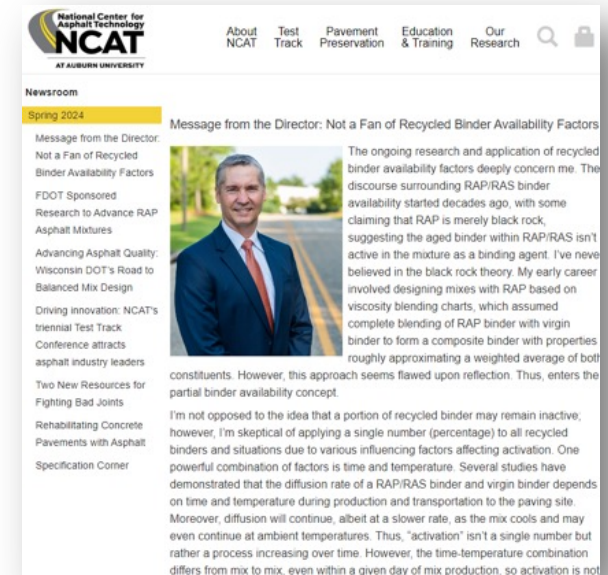 National Center for
Asphalt Technology
NCAT
AT AUBURN UNIVERSITY
About NCAT
Test Track
Pavement Preservation
Education & Training
Our Research
Newsroom
Spring 2024
Message from the Director:
Not a Fan of Recycled
Binder Availability Factors
FDOT Sponsored
Research to Advance RAP
Asphalt Mixtures
Advancing Asphalt Quality:
Wisconsin DOT's Road to
Balanced Mix Design
Driving innovation: NCAT's
triennial Test Track
Conference attracts
asphalt industry leaders
Two New Resources for
Fighting Bad Joints
Rehabilitating Concrete
Pavements with Asphalt
Specification Corner
Message from the Director: Not a Fan of Recycled Binder Availability Factors
The ongoing research and application of recycled
binder availability factors deeply concern me. The
discourse surrounding RAP/RAS binder
availability started decades ago, with some
claiming that RAP is merely black rock,
suggesting the aged binder within RAP/RAS isn't
active in the mixture as a binding agent. I've neve
believed in the black rock theory. My early career
involved designing mixes with RAP based on
viscosity blending charts, which assumed
complete blending of RAP binder with virgin
binder to form a composite binder with properties
roughly approximating a weighted average of both
constituents. However, this approach seems flawed upon reflection. Thus, enters the
partial binder availability concept.
I'm not opposed to the idea that a portion of recycled binder may remain inactive;
however, I'm skeptical of applying a single number (percentage) to all recycled
binders and situations due to various influencing factors affecting activation. One
powerful combination of factors is time and temperature. Several studies have
demonstrated that the diffusion rate of a RAP/RAS binder and virgin binder depends
on time and temperature during production and transportation to the paving site.
Moreover, diffusion will continue, albeit at a slower rate, as the mix cools and may
even continue at ambient temperatures. Thus, "activation" isn't a single number but
rather a process increasing over time. However, the time-temperature combination
differs from mix to mix, even within a given day of mix production, so activation is not